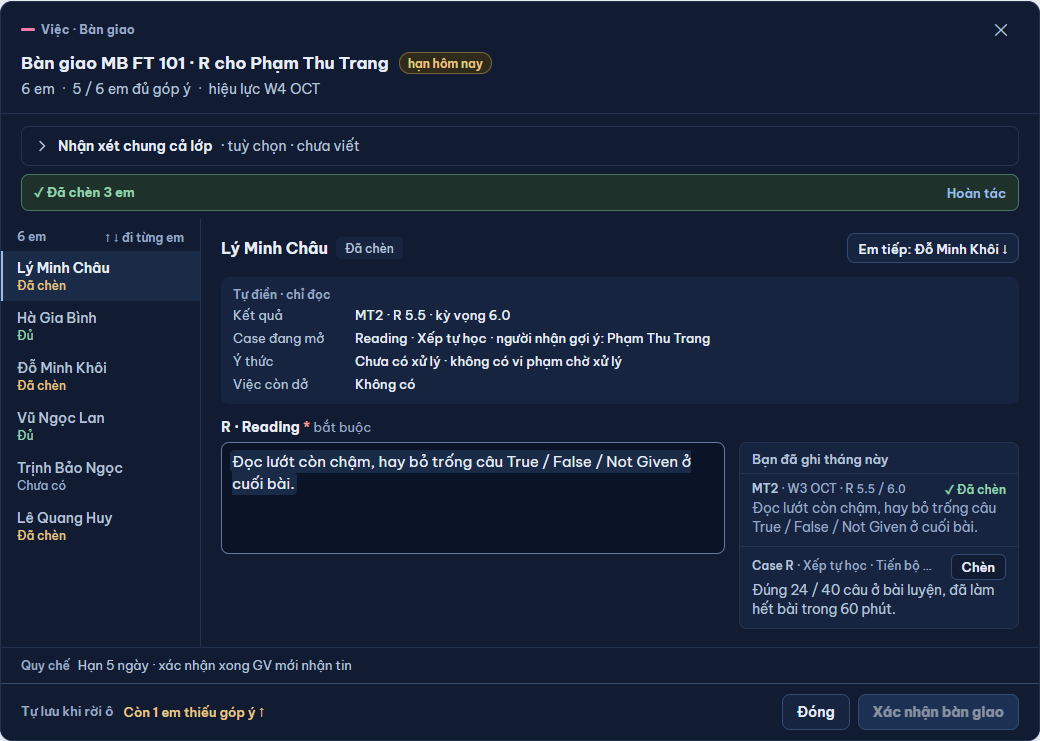 Việc · Bàn giao
Bàn giao MB FT 101 · R cho Phạm Thu Trang hạn hôm nay
6 em · 5 / 6 em đủ góp ý · hiệu lực W4 OCT
Nhận xét chung cả lớp · tuỳ chọn · chưa viết
✓ Đã chèn 3 em Hoàn tác
6 em ↑ ↓ đi từng em
Lý Minh Châu
Đã chèn
Hà Gia Bình
Đủ
Đỗ Minh Khôi
Đã chèn
Vũ Ngọc Lan
Đủ
Trịnh Bảo Ngọc
Chưa có
Lê Quang Huy
Đã chèn
Lý Minh Châu Đã chèn Em tiếp: Đỗ Minh Khôi ↓
Tự điền · chỉ đọc
Kết quả MT2 · R 5.5 · kỳ vọng 6.0
Case đang mở Reading · Xếp tự học · người nhận gợi ý: Phạm Thu Trang
Ý thức Chưa có xử lý · không có vi phạm chờ xử lý
Việc còn dở Không có
R · Reading * bắt buộc
Đọc lướt còn chậm, hay bỏ trống câu True / False / Not Given ở
cuối bài.
Bạn đã ghi tháng này
MT2 · W3 OCT · R 5.5 / 6.0 ✓ Đã chèn
Đọc lướt còn chậm, hay bỏ trống câu
True / False / Not Given ở cuối bài.
Case R · Xếp tự học · Tiến bộ ... Chèn
Đúng 24 / 40 câu ở bài luyện, đã làm
hết bài trong 60 phút.
Quy chế Hạn 5 ngày · xác nhận xong GV mới nhận tin
Tự lưu khi rời ô Còn 1 em thiếu góp ý ↑ Đóng Xác nhận bàn giao